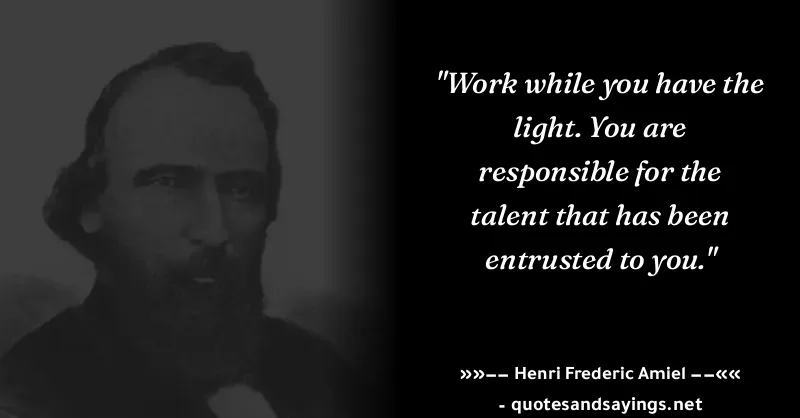 "Work while you have the
light. You are
responsible for the
talent that has been
entrusted to you."
»»−− Henri Frederic Amiel −−««
- quotesandsayings.net